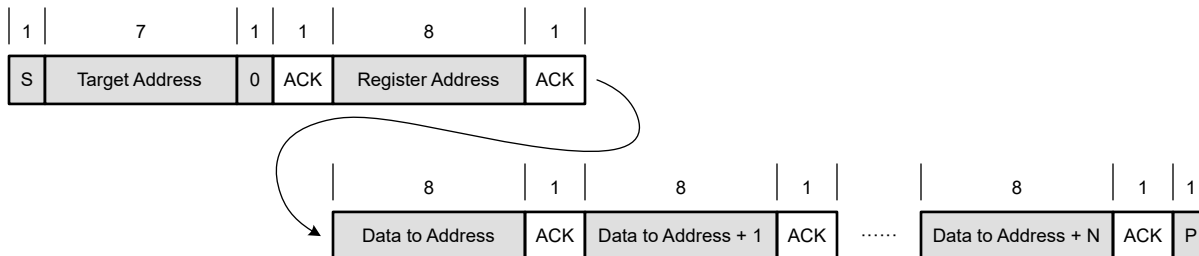 1 7 1 1 8 1
S Target Address 0 ACK Register Address ACK
8 1 8 1 8 1 1
Data to Address ACK Data to Address + 1 ACK ...... Data to Address + N ACK P